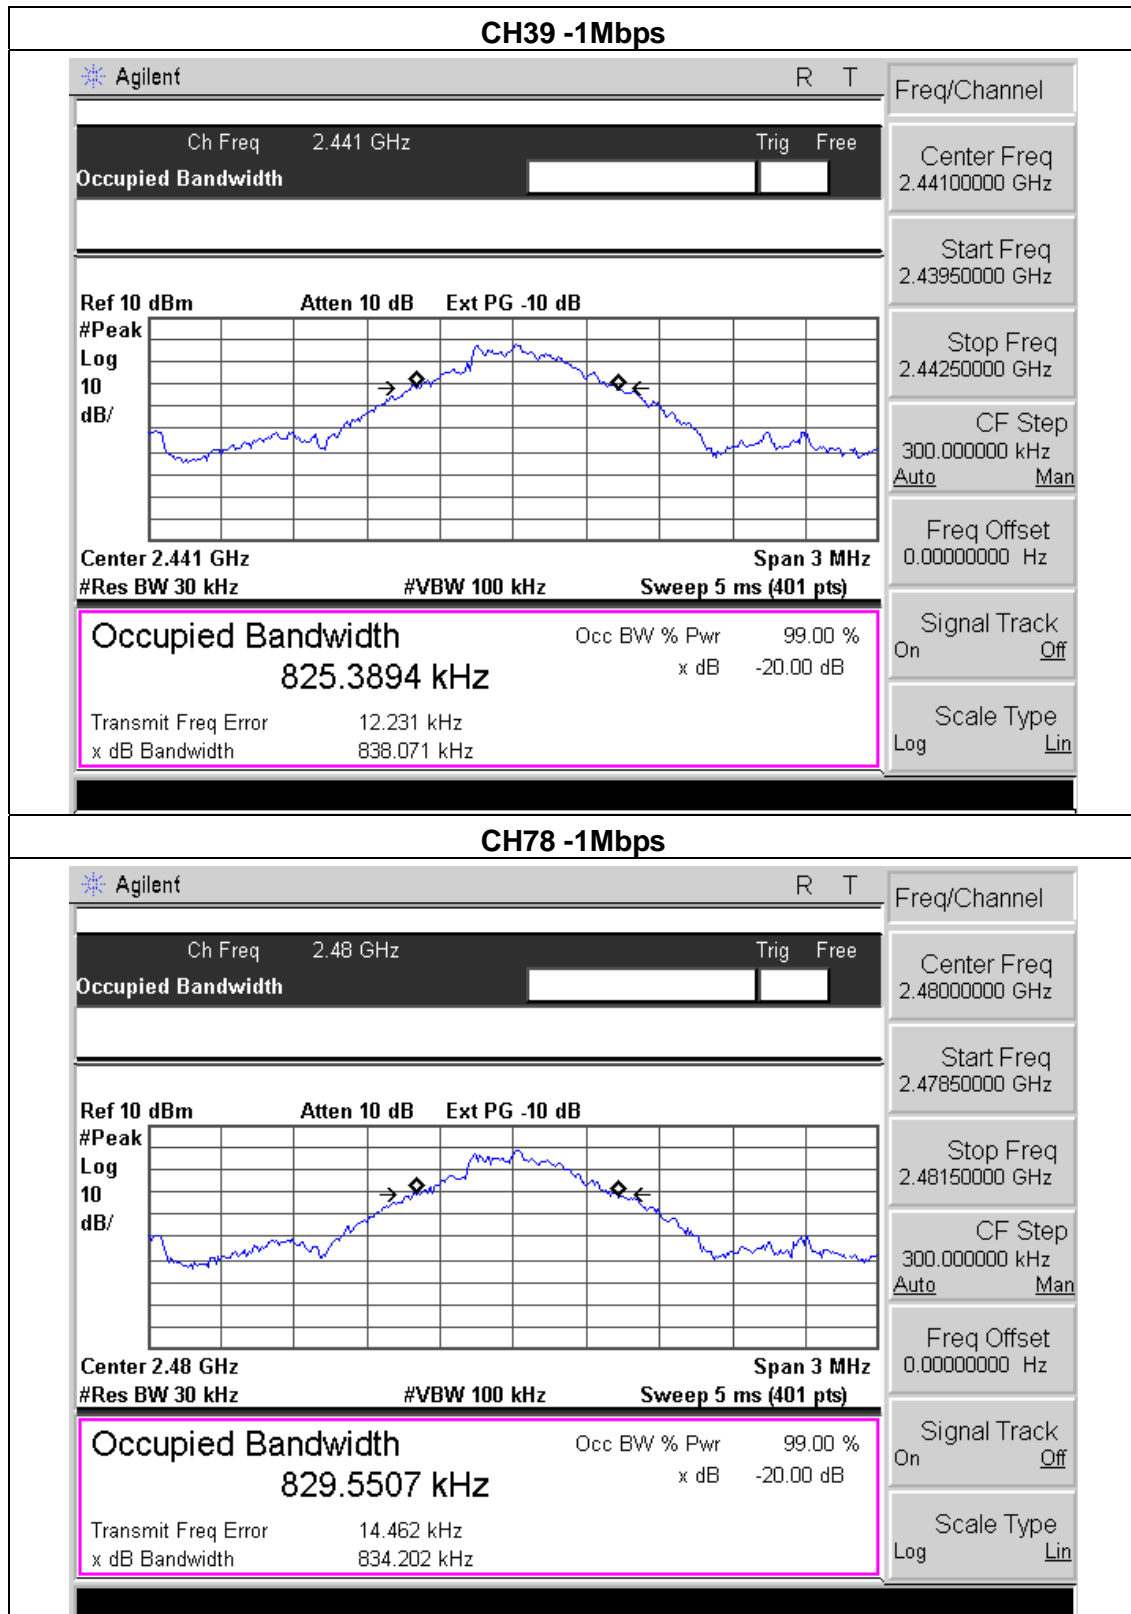 CH39 -1Mbps
Agilent R T
Freq/Channel
Ch Freq 2.441 GHz Trig Free
Occupied Bandwidth
Center Freq
2.44100000 GHz
Start Freq
2.43950000 GHz
Stop Freq
2.44250000 GHz
CF Step
300.000000 kHz
Auto Man
Freq Offset
0.00000000 Hz
Signal Track
On Off
Scale Type
Log Lin
Ref 10 dBm Atten 10 dB Ext PG -10 dB
#Peak
Log
10
dB/
Center 2.441 GHz Span 3 MHz
#Res BW 30 kHz #VBW 100 kHz Sweep 5 ms (401 pts)
Occupied Bandwidth Occ BW % Pwr 99.00 %
825.3894 kHz x dB -20.00 dB
Transmit Freq Error 12.231 kHz
x dB Bandwidth 838.071 kHz
CH78 -1Mbps
Agilent R T
Freq/Channel
Ch Freq 2.48 GHz Trig Free
Occupied Bandwidth
Center Freq
2.48000000 GHz
Start Freq
2.47850000 GHz
Stop Freq
2.48150000 GHz
CF Step
300.000000 kHz
Auto Man
Freq Offset
0.00000000 Hz
Signal Track
On Off
Scale Type
Log Lin
Ref 10 dBm Atten 10 dB Ext PG -10 dB
#Peak
Log
10
dB/
Center 2.48 GHz Span 3 MHz
#Res BW 30 kHz #VBW 100 kHz Sweep 5 ms (401 pts)
Occupied Bandwidth Occ BW % Pwr 99.00 %
829.5507 kHz x dB -20.00 dB
Transmit Freq Error 14.462 kHz
x dB Bandwidth 834.202 kHz